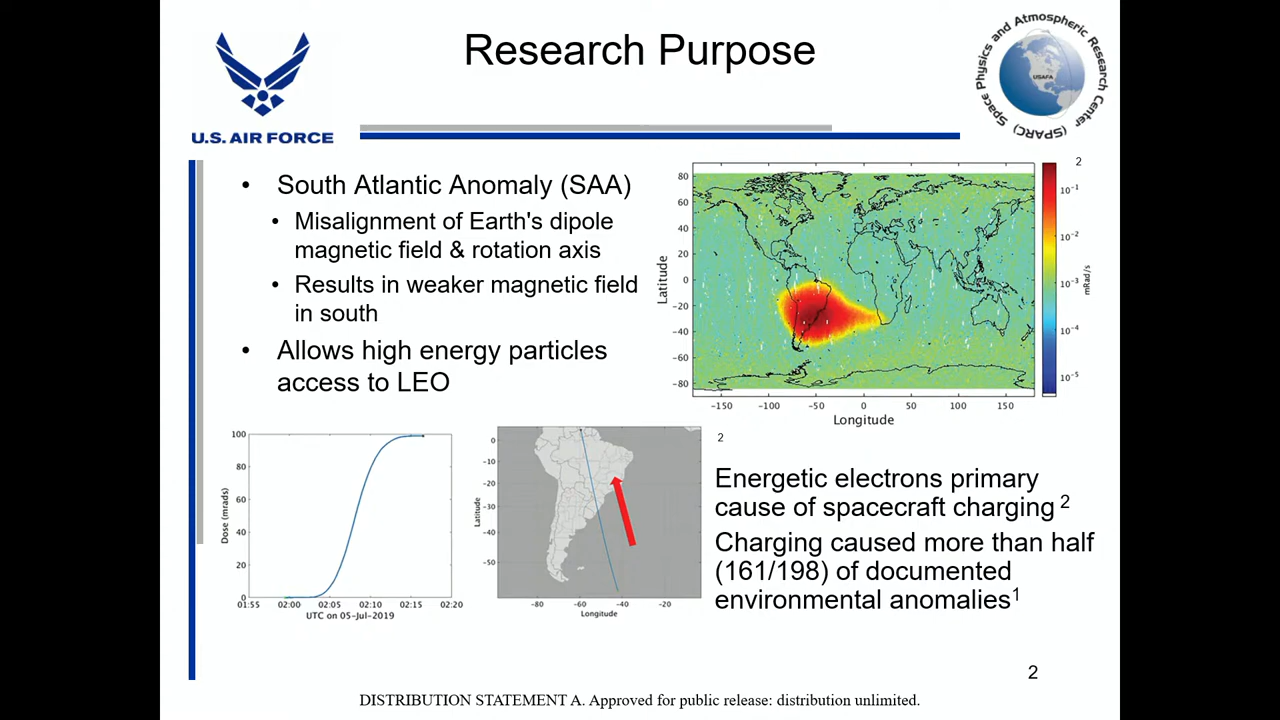 Research Purpose
U.S. AIR FORCE
Space Physics and Atmospheric Research Center (SPARC)
USAFA
• South Atlantic Anomaly (SAA)
• Misalignment of Earth's dipole
magnetic field & rotation axis
• Results in weaker magnetic field
in south
• Allows high energy particles
access to LEO
Latitude
80
60
40
20
0
−20
−40
−60
−80
−150 −100 −50 0 50 100 150
Longitude
2
10⁻¹
10⁻²
10⁻³
10⁻⁴
10⁻⁵
mRad/s
2
Dose (mrads)
100
80
60
40
20
0
01:55 02:00 02:05 02:10 02:15 02:20
UTC on 05-Jul-2019
Latitude
0
-10
-20
-30
-40
-50
-80 -60 -40 -20
Longitude
Energetic electrons primary
cause of spacecraft charging 2
Charging caused more than half
(161/198) of documented
environmental anomalies1
2
DISTRIBUTION STATEMENT A. Approved for public release: distribution unlimited.